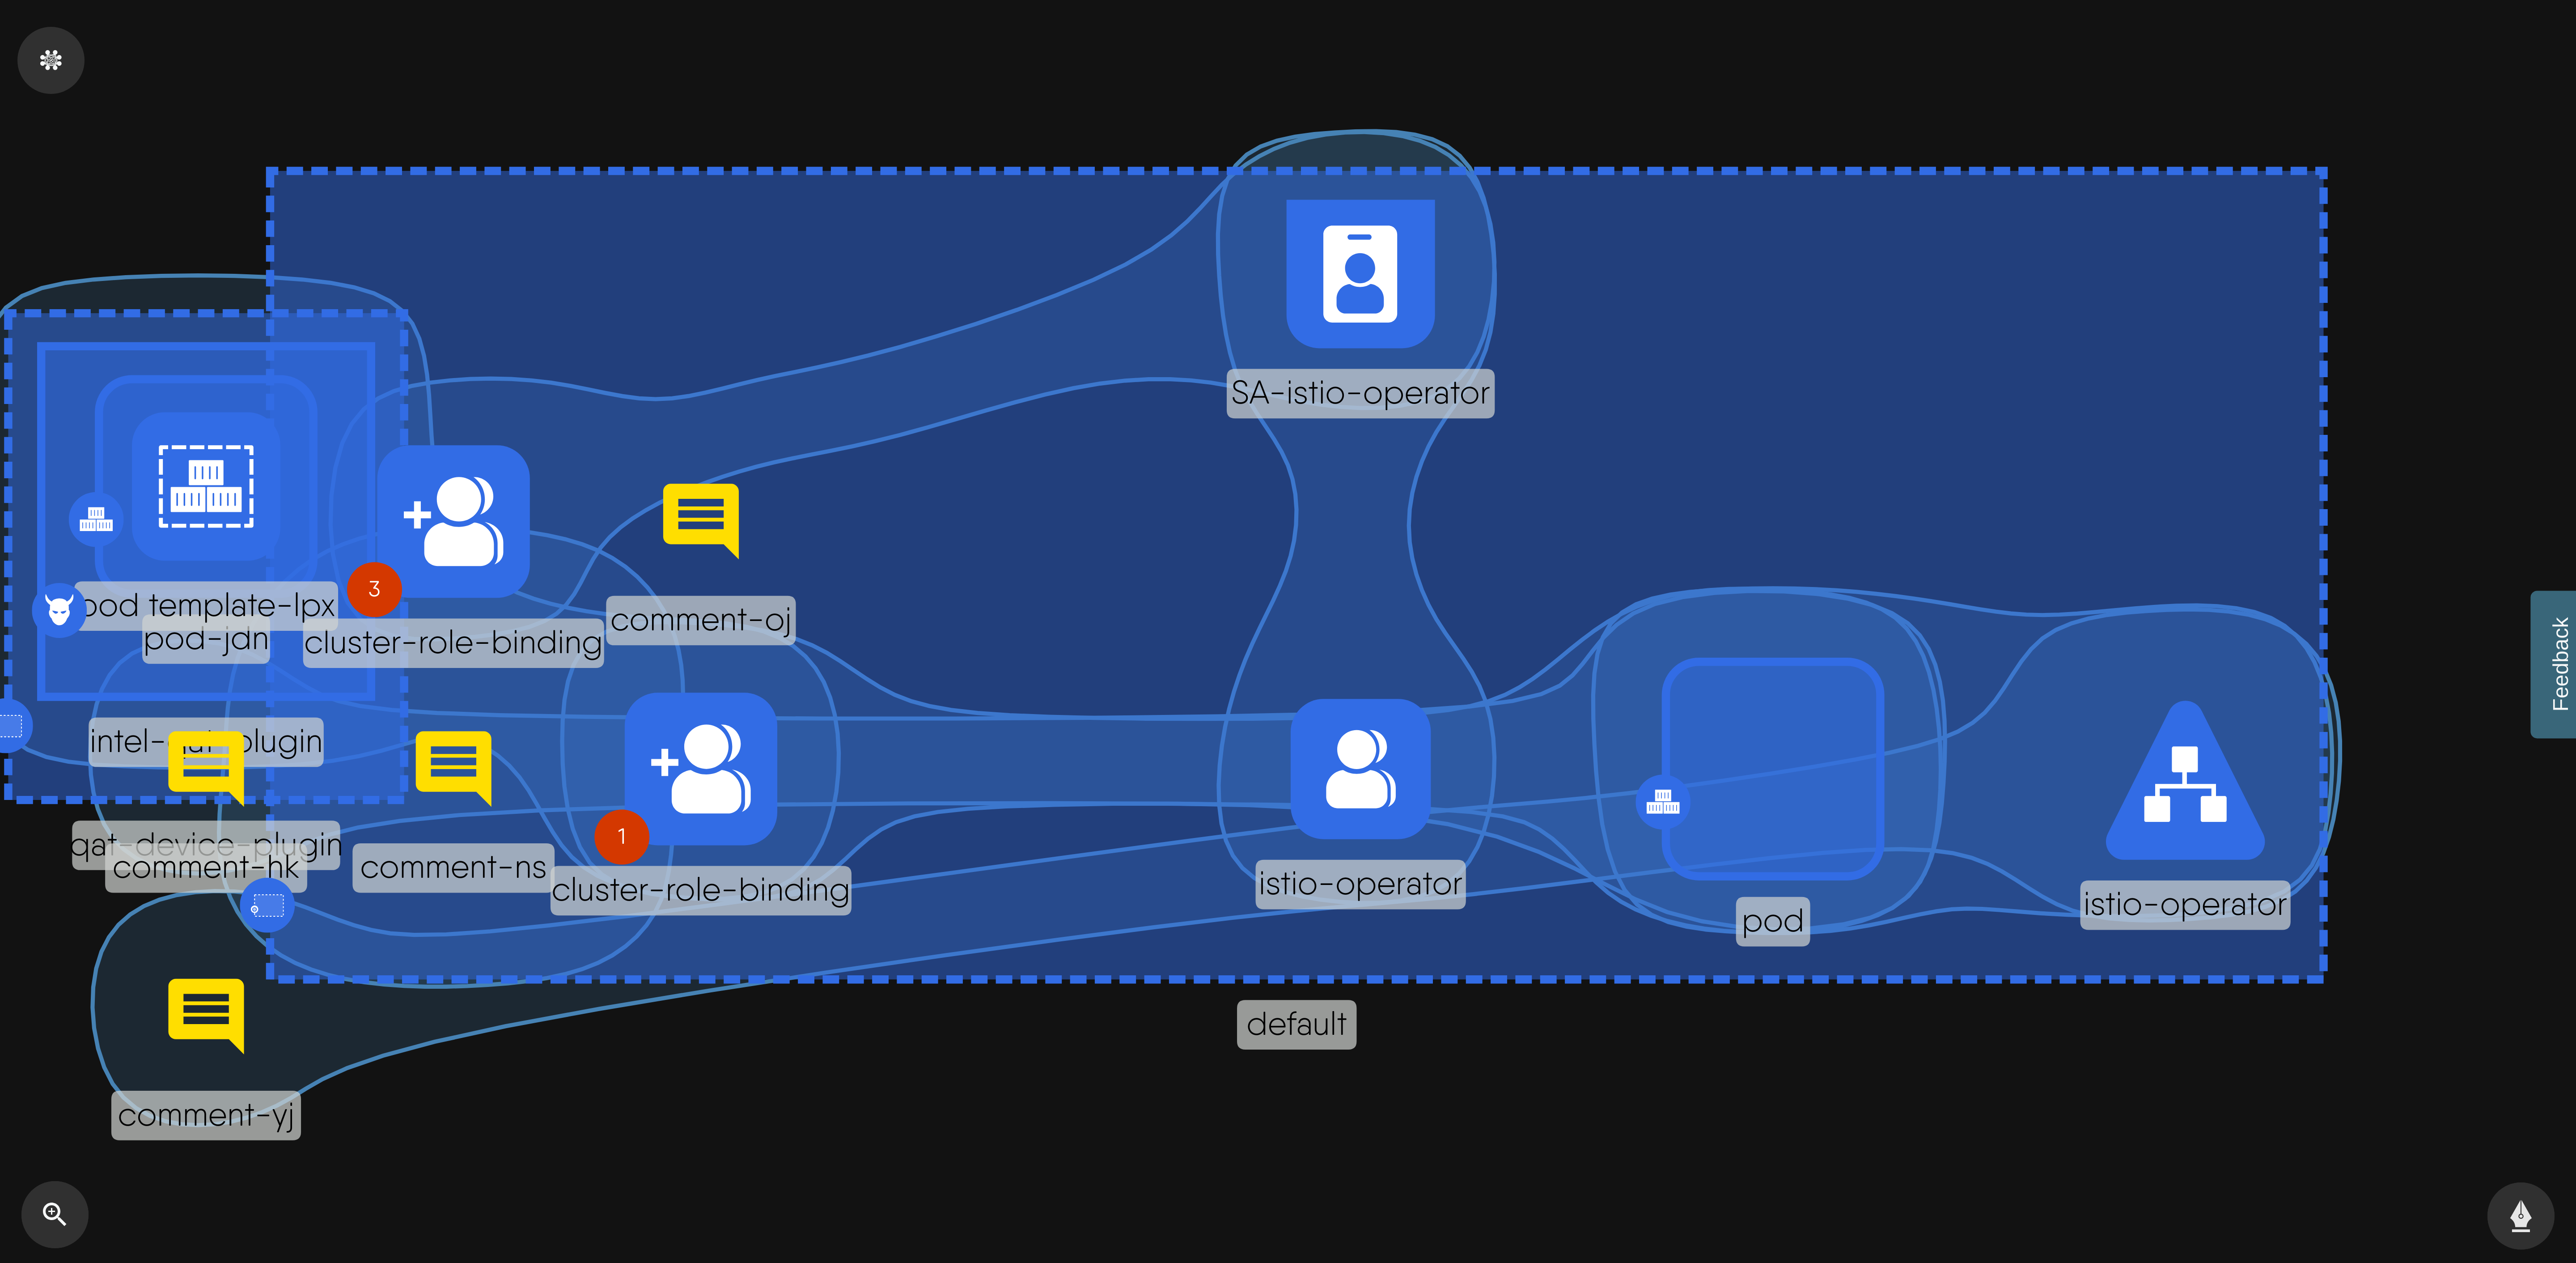 SA-istio-operator
3
pod template-lpx
pod-jdn
cluster-role-binding
comment-oj
Feedback
intel-qat-plugin
qat-device-plugin
comment-hk
comment-ns
1
cluster-role-binding
istio-operator
pod
istio-operator
default
comment-yj